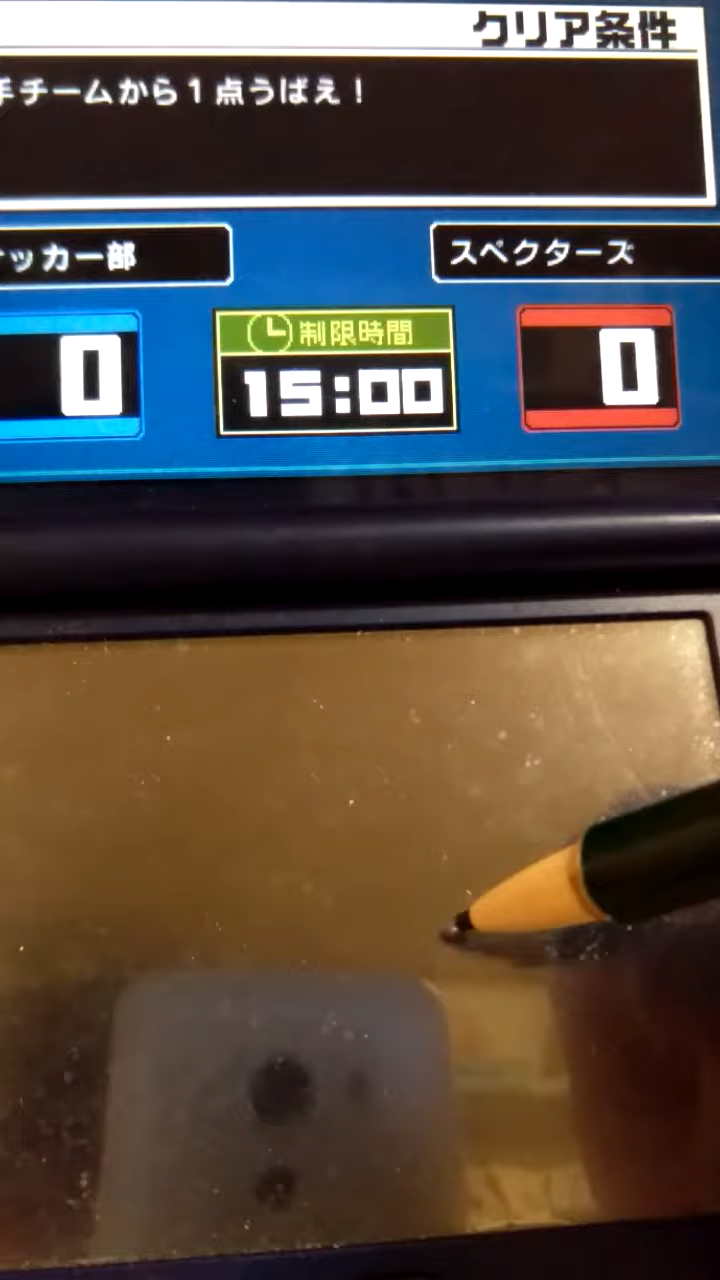 クリア条件
チームから1点うばえ！
ッカー部
スペクターズ
制限時間
0
15:00
0